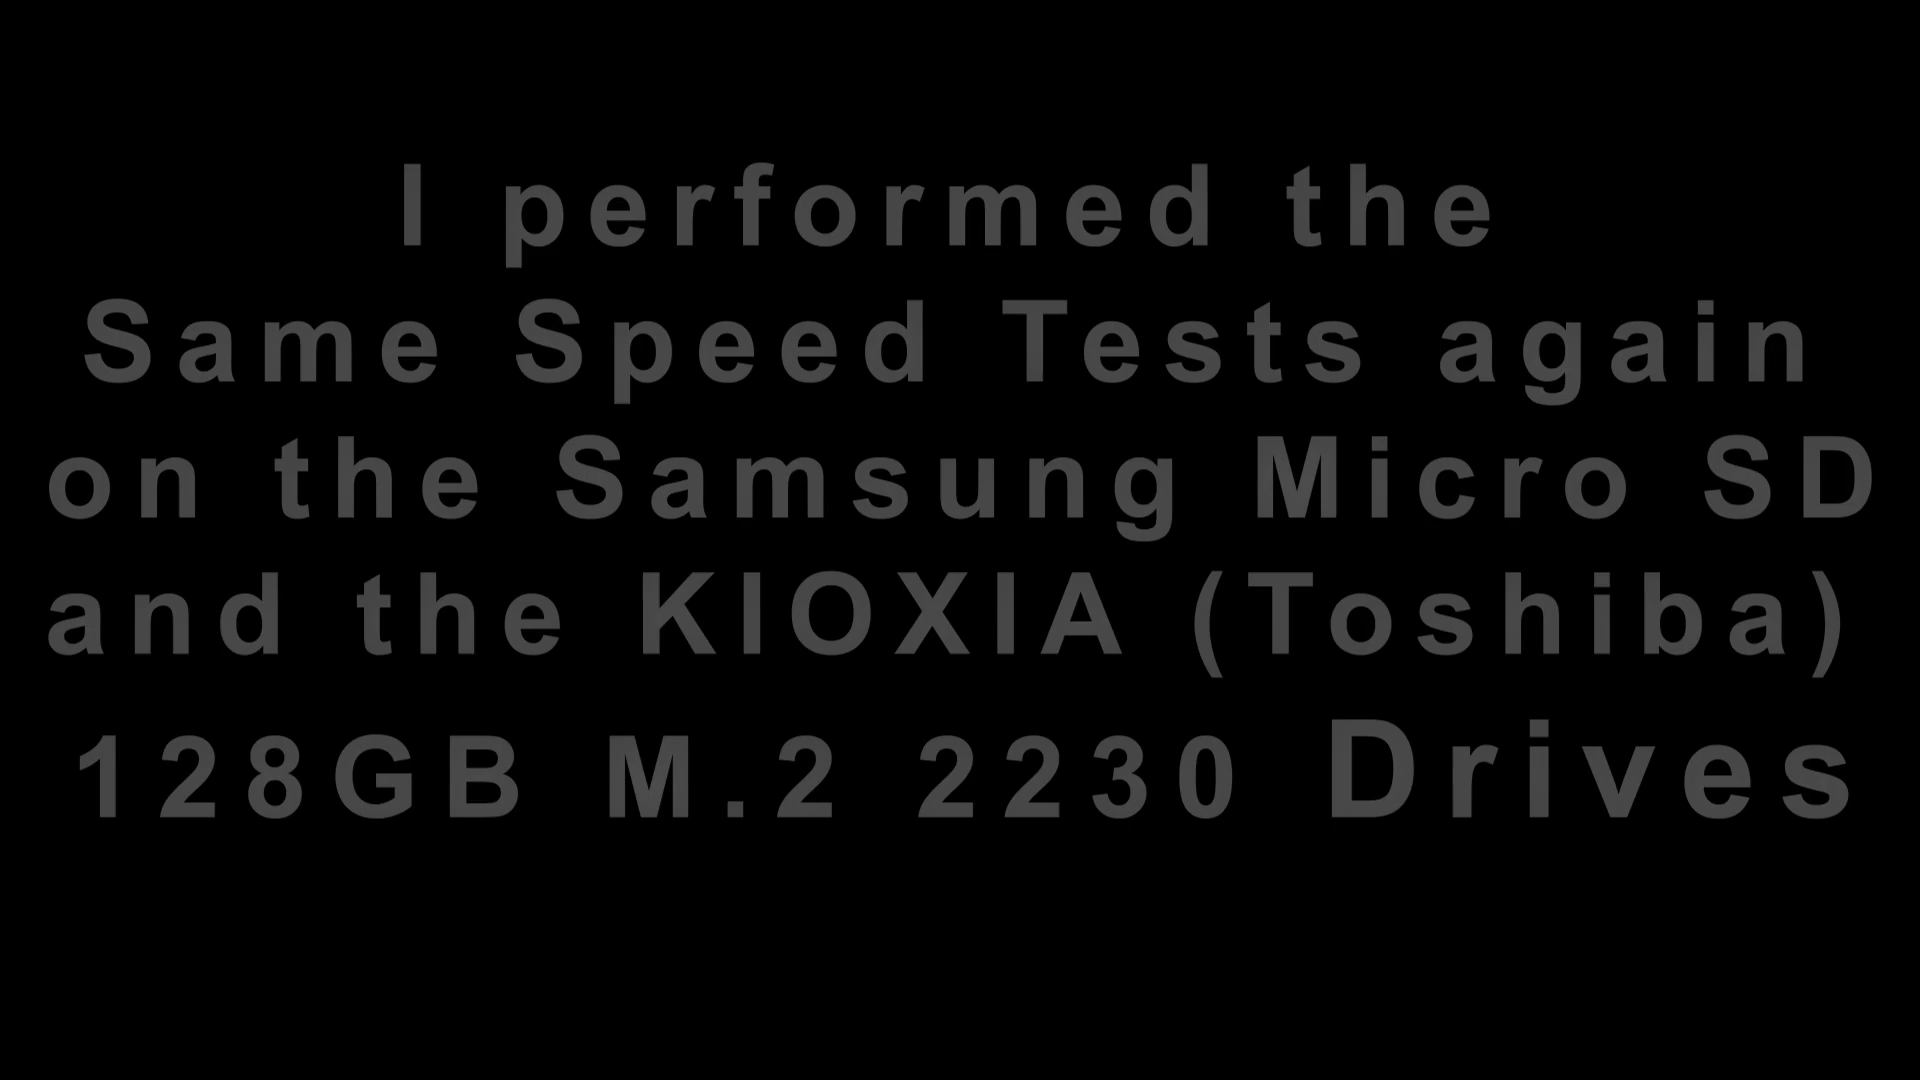 I performed the
Same Speed Tests again
on the Samsung Micro SD
and the KIOXIA (Toshiba)
128GB M.2 2230 Drives